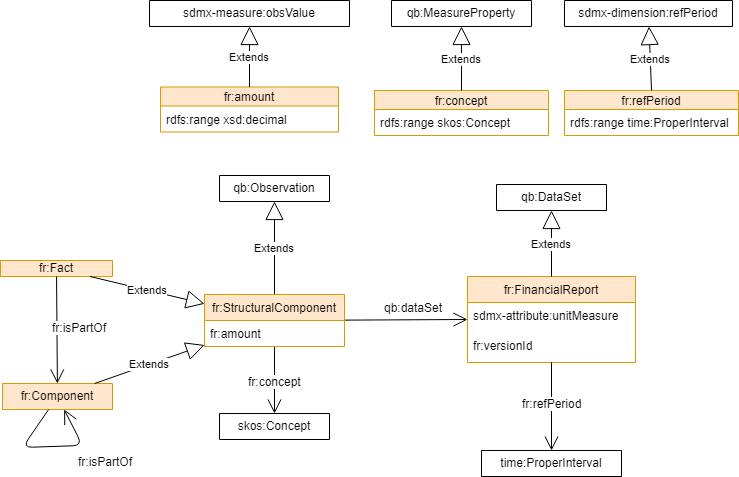 sdmx-measure:obsValue
qb:MeasureProperty
sdmx-dimension:refPeriod
Extends
Extends
Extends
fr:amount
rdfs:range xsd:decimal
fr:concept
rdfs:range skos:Concept
fr:refPeriod
rdfs:range time:ProperInterval
qb:Observation
qb:DataSet
Extends
Extends
fr:Fact
Extends
fr:StructuralComponent
fr:amount
qb:dataSet
fr:FinancialReport
sdmx-attribute:unitMeasure
fr:versionId
fr:isPartOf
Extends
fr:Component
fr:concept
fr:refPeriod
skos:Concept
fr:isPartOf
time:ProperInterval